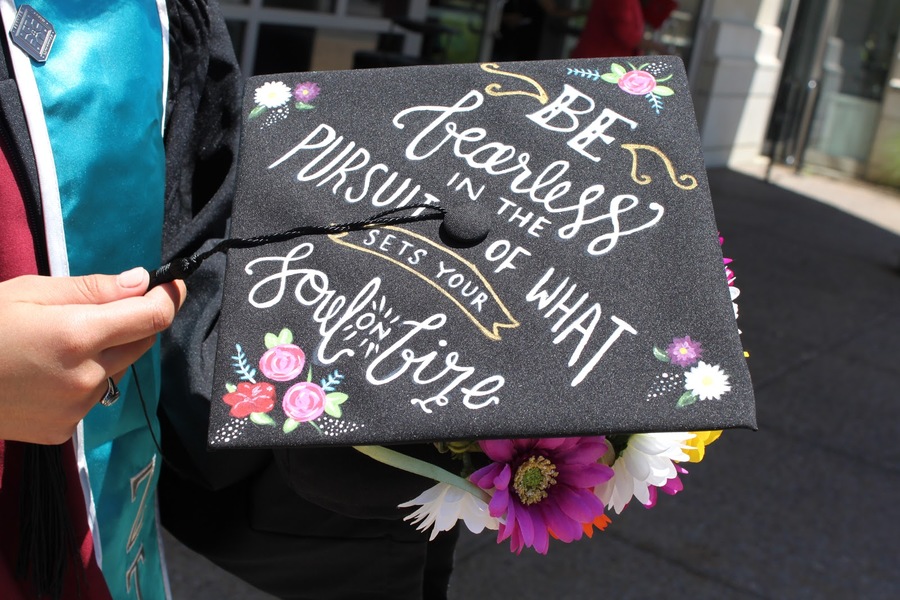 BE
fearless
IN THE
PURSUIT OF WHAT
SETS YOUR
soul ON fire